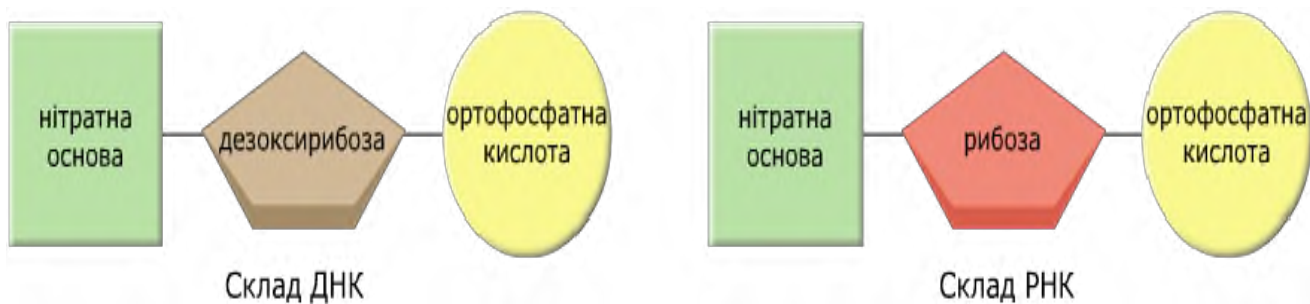 нітратна
основа
дезоксирибоза
ортофосфатна
кислота
Склад ДНК
нітратна
основа
рибоза
ортофосфатна
кислота
Склад РНК